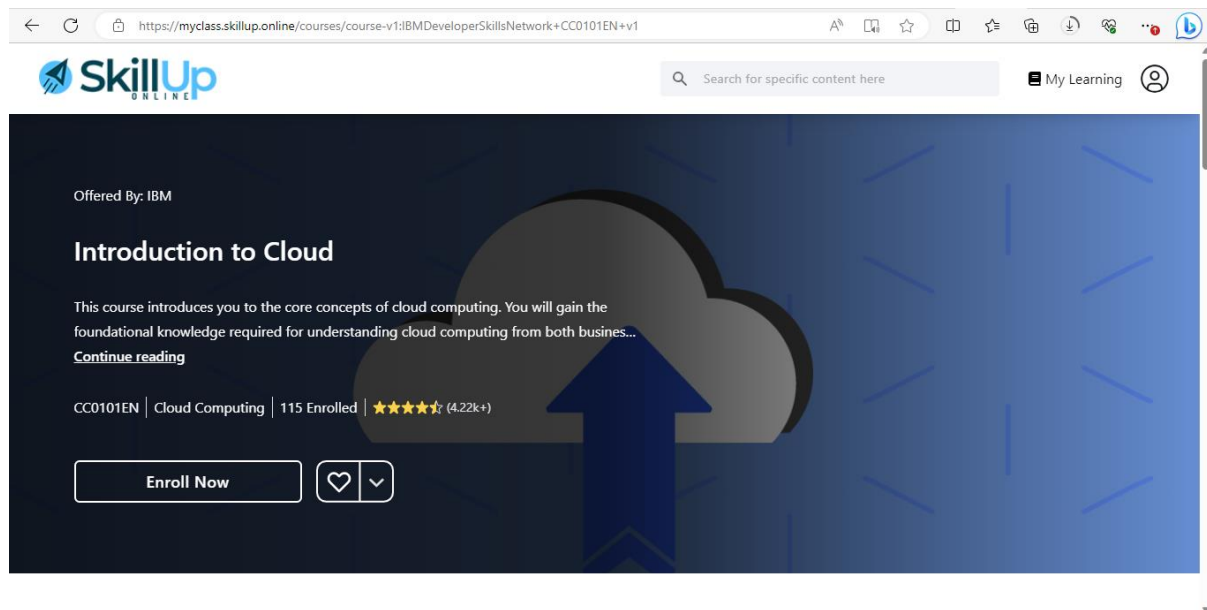 https://myclass.skillup.online/courses/course-v1:IBMDeveloperSkillsNetwork+CC0101EN+v1
SkillUp
ONLINE
Search for specific content here
My Learning
Offered By: IBM
Introduction to Cloud
This course introduces you to the core concepts of cloud computing. You will gain the
foundational knowledge required for understanding cloud computing from both busines...
Continue reading
CC0101EN | Cloud Computing | 115 Enrolled | (4.22k+)
Enroll Now